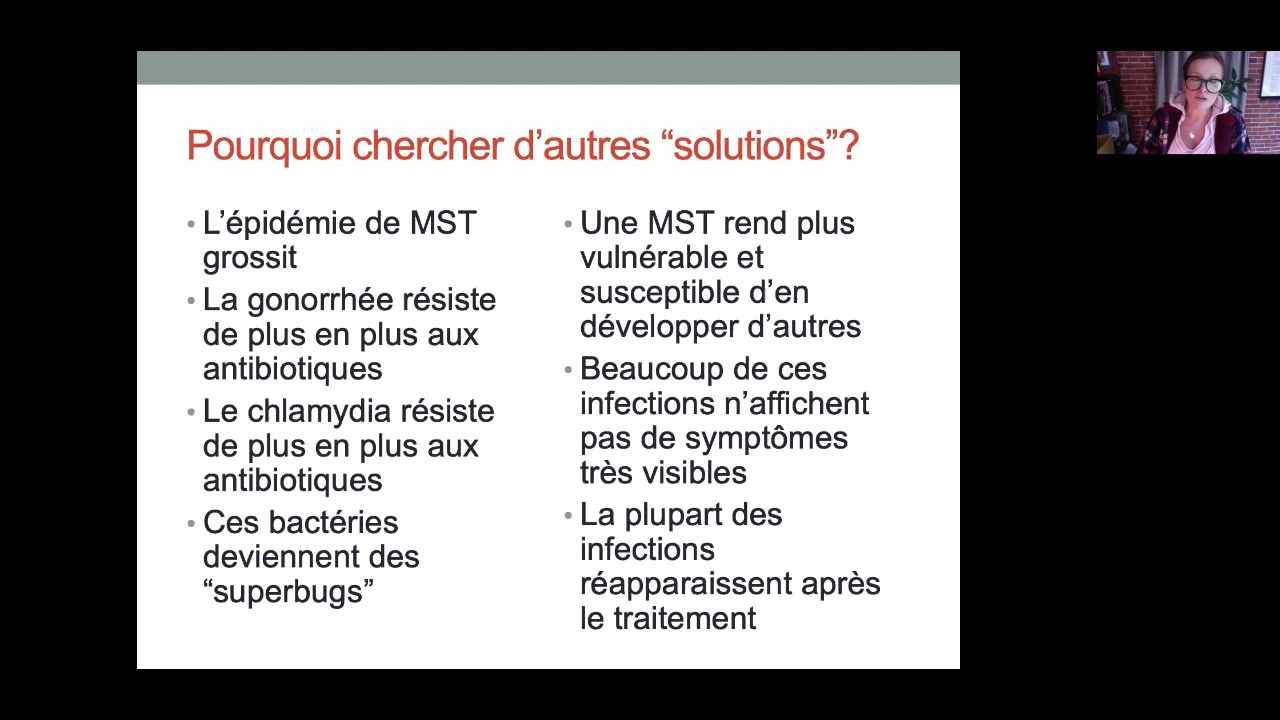 Pourquoi chercher d’autres “solutions”?
• L’épidémie de MST
grossit
• La gonorrhée résiste
de plus en plus aux
antibiotiques
• Le chlamydia résiste
de plus en plus aux
antibiotiques
• Ces bactéries
deviennent des
“superbugs”
• Une MST rend plus
vulnérable et
susceptible d’en
développer d’autres
• Beaucoup de ces
infections n’affichent
pas de symptômes
très visibles
• La plupart des
infections
réapparaissent après
le traitement